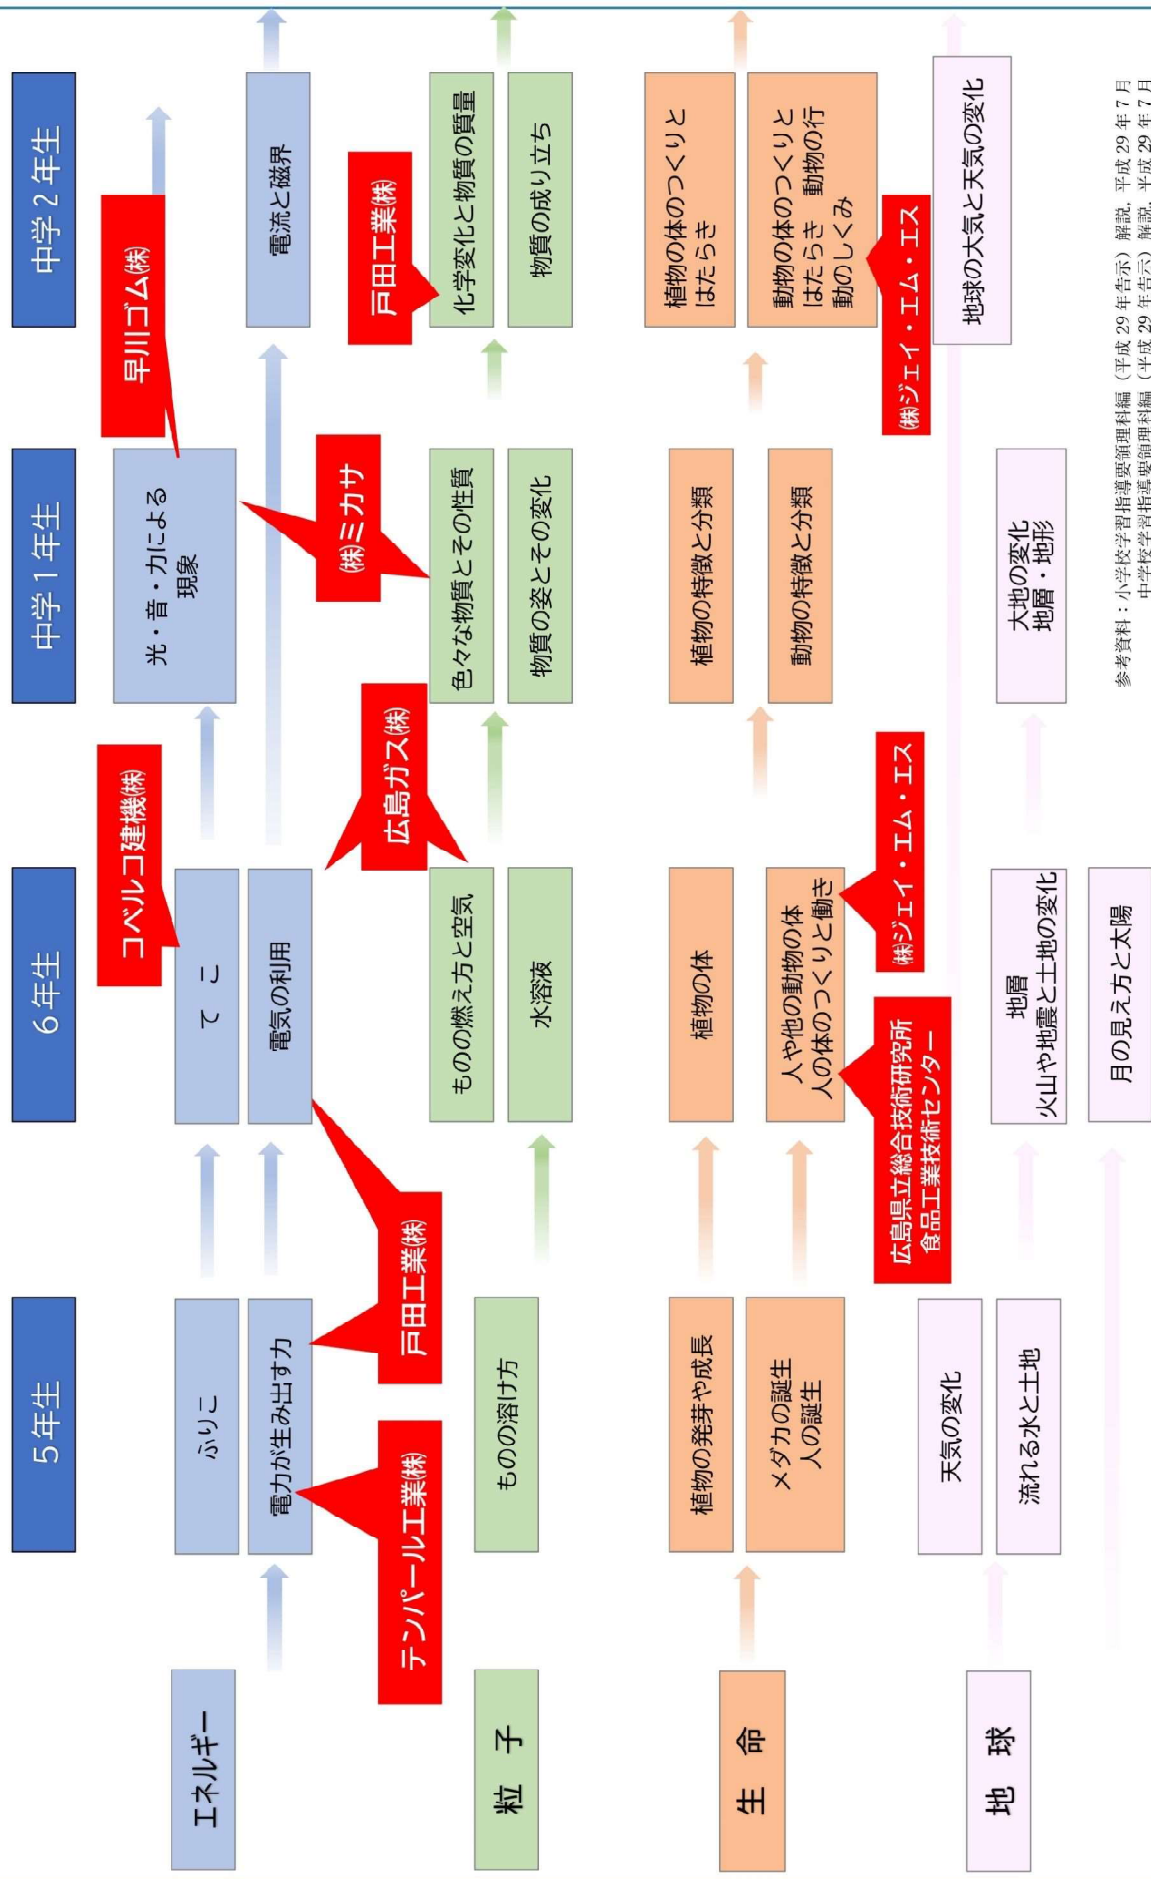 5年生
6年生
中学1年生
中学2年生
エネルギー
ふりこ
電力が生み出す力
テンパール工業㈱
戸田工業㈱
コベルコ建機㈱
てこ
電気の利用
広島ガス㈱
光・音・力による
現象
早川ゴム㈱
㈱ミカサ
電流と磁界
粒子
ものの溶け方
ものの燃え方と空気
水溶液
色々な物質とその性質
物質の姿とその変化
戸田工業㈱
化学変化と物質の質量
物質の成り立ち
生命
植物の発芽や成長
メダカの誕生
人の誕生
植物の体
人や他の動物の体
人の体のつくりと働き
広島県立総合技術研究所
食品工業技術センター
㈱ジェイ・エム・エス
植物の特徴と分類
動物の特徴と分類
植物の体のつくりと
はたらき
動物の体のつくりと
はたらき 動物の行
動のしくみ
㈱ジェイ・エム・エス
地球
天気の変化
流れる水と土地
地層
火山や地震と土地の変化
月の見え方と太陽
大地の変化
地層・地形
地球の大気と天気の変化
参考資料:小学校学習指導要領理科編(平成29年告示)解説,平成29年7月
中学校学習指導要領理科編(平成29年告示)解説,平成29年7月